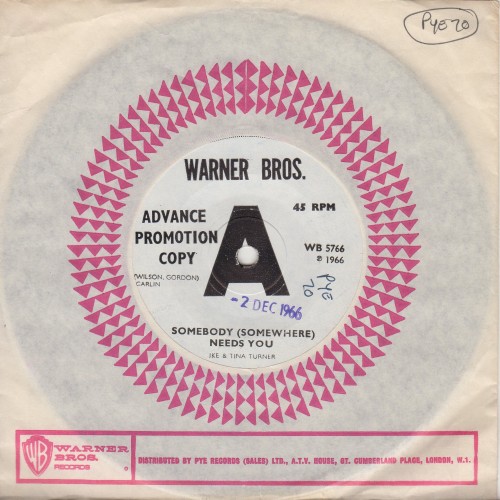 PYE 70
WARNER BROS.
45 RPM
ADVANCE
PROMOTION
COPY
A
WB 5766
℗ 1966
(WILSON, GORDON)
CARLIN
PYE
70
-2 DEC 1966
SOMEBODY (SOMEWHERE)
NEEDS YOU
IKE & TINA TURNER
WB
WARNER
BROS.
RECORDS
DISTRIBUTED BY PYE RECORDS (SALES) LTD., A.T.V. HOUSE, GT. CUMBERLAND PLACE, LONDON, W.1.